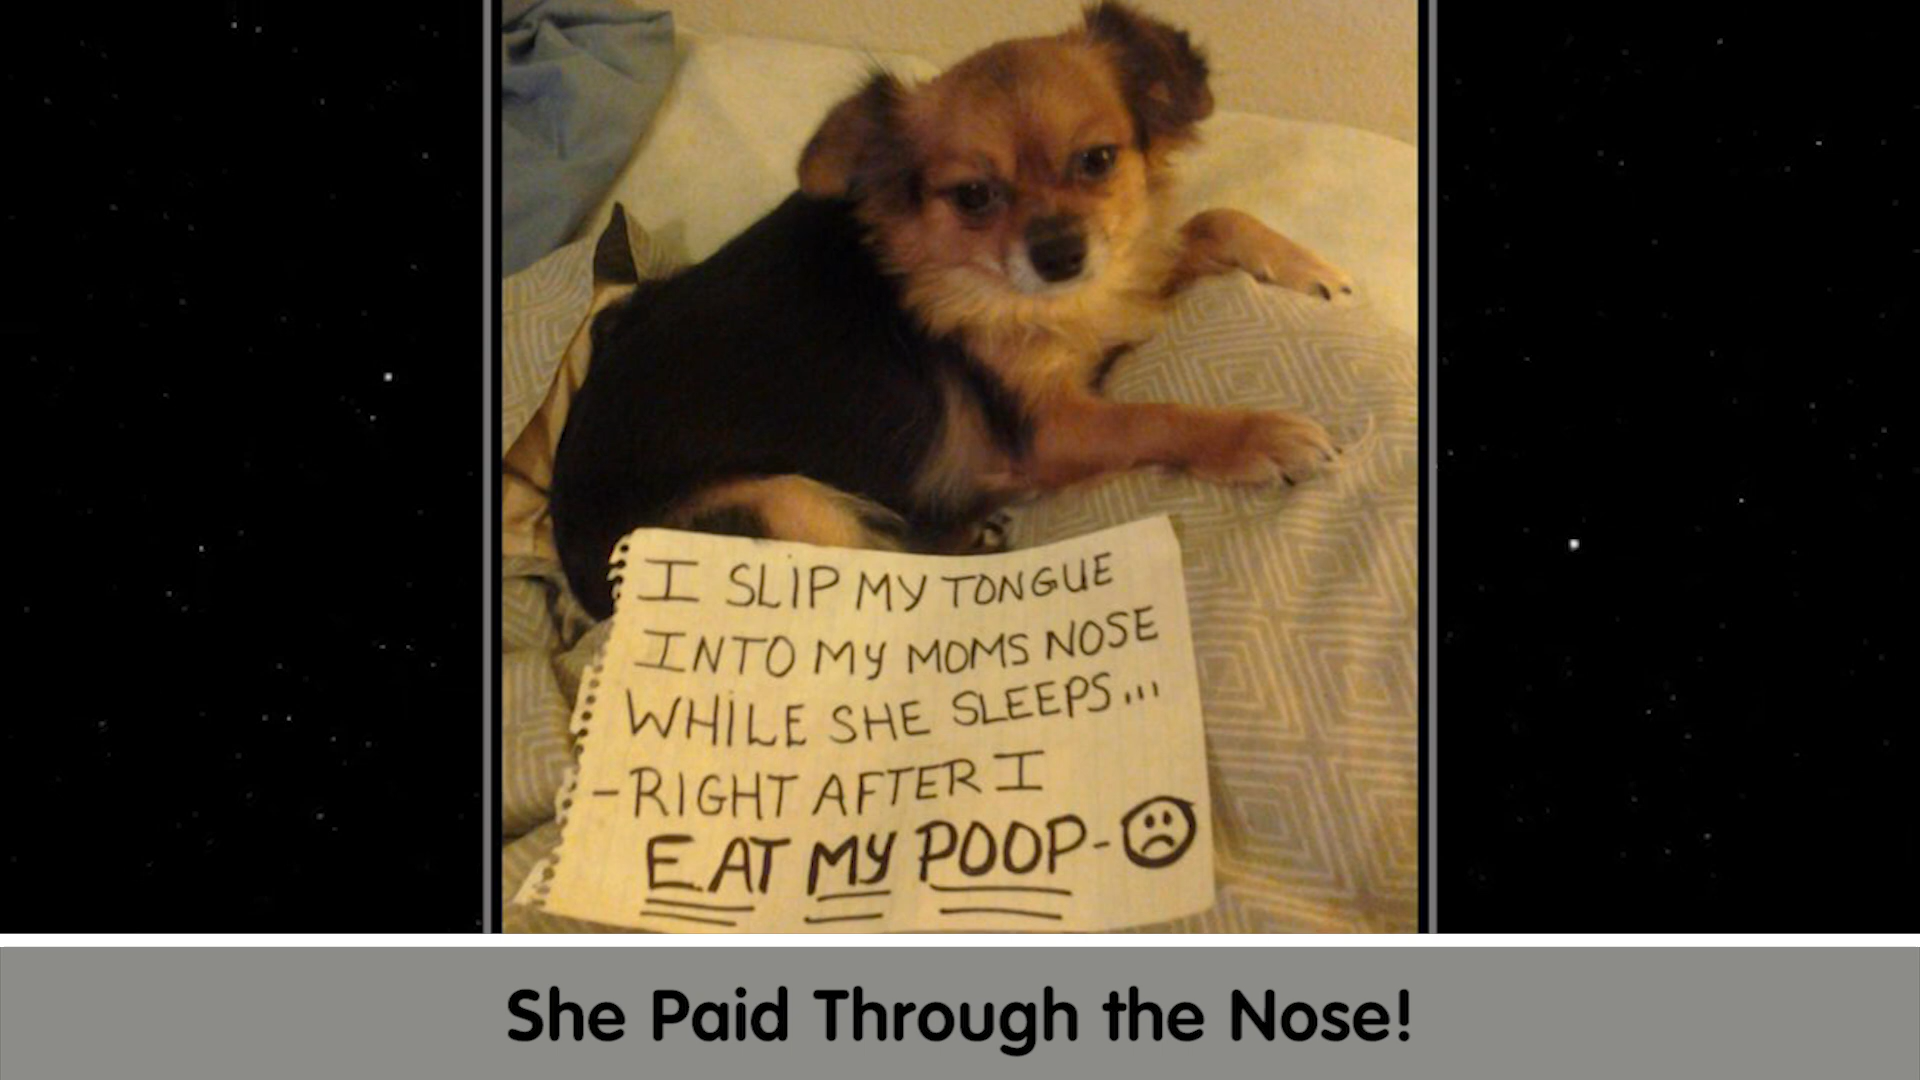 I SLIP MY TONGUE
INTO MY MOMS NOSE
WHILE SHE SLEEPS...
-RIGHT AFTER I
EAT MY POOP-
She Paid Through the Nose!